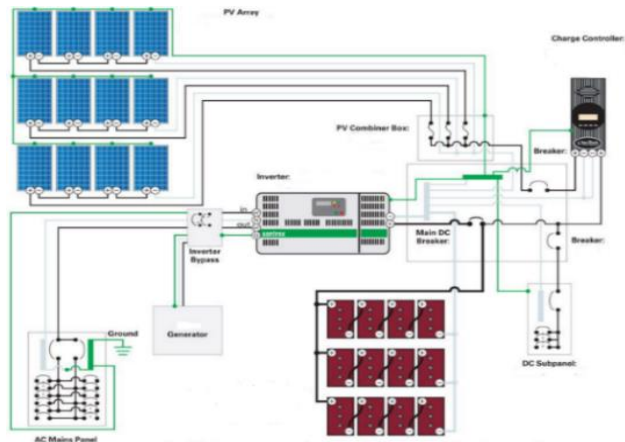 PV Array
Charge Controller:
PV Combiner Box:
Breaker:
Inverter:
in
out
xantrex
Main DC
Breaker:
Breaker:
Inverter
Bypass
Generator
Ground
DC Subpanel:
AC Mains Panel